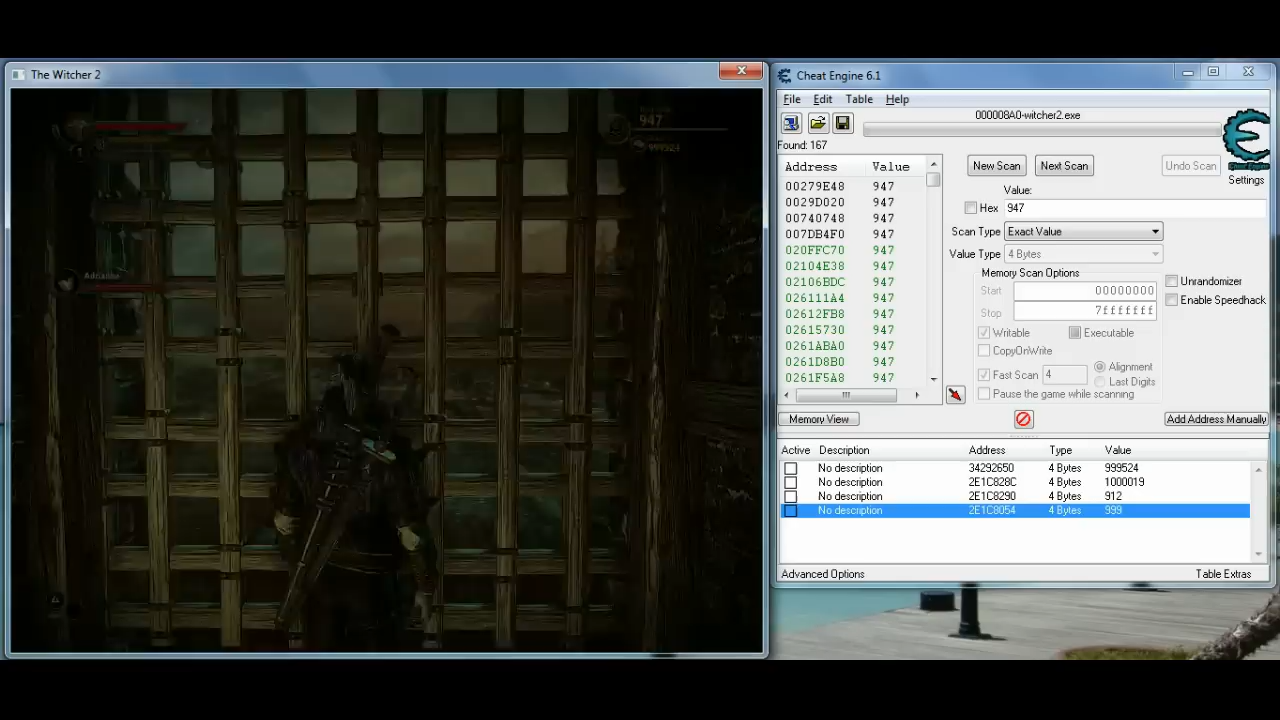 The Witcher 2
947
999524
Adrianna
Cheat Engine 6.1
File Edit Table Help
000008A0-witcher2.exe
Found: 167
Cheat Engine
Settings
Address Value
00279E48 947
0029D020 947
00740748 947
007DB4F0 947
020FFC70 947
02104E38 947
02106BDC 947
026111A4 947
02612FB8 947
02615730 947
0261ABA0 947
0261D8B0 947
0261F5A8 947
New Scan Next Scan Undo Scan
Value:
Hex 947
Scan Type Exact Value
Value Type 4 Bytes
Memory Scan Options
Start 00000000
Stop 7fffffff
Writable Executable
CopyOnWrite
Fast Scan 4 Alignment
Last Digits
Pause the game while scanning
Unrandomizer
Enable Speedhack
Memory View Add Address Manually
Active Description Address Type Value
No description 34292650 4 Bytes 999524
No description 2E1C828C 4 Bytes 1000019
No description 2E1C8290 4 Bytes 912
No description 2E1C8054 4 Bytes 999
Advanced Options Table Extras